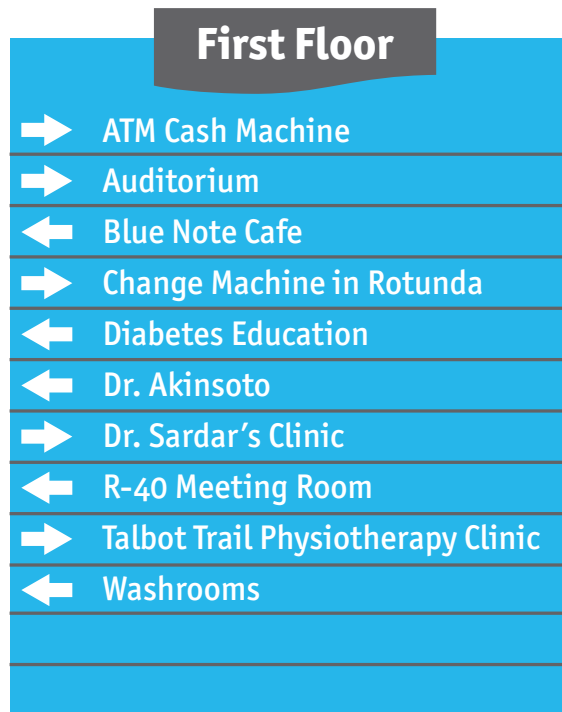 First Floor
ATM Cash Machine
Auditorium
Blue Note Cafe
Change Machine in Rotunda
Diabetes Education
Dr. Akinsoto
Dr. Sardar's Clinic
R-40 Meeting Room
Talbot Trail Physiotherapy Clinic
Washrooms